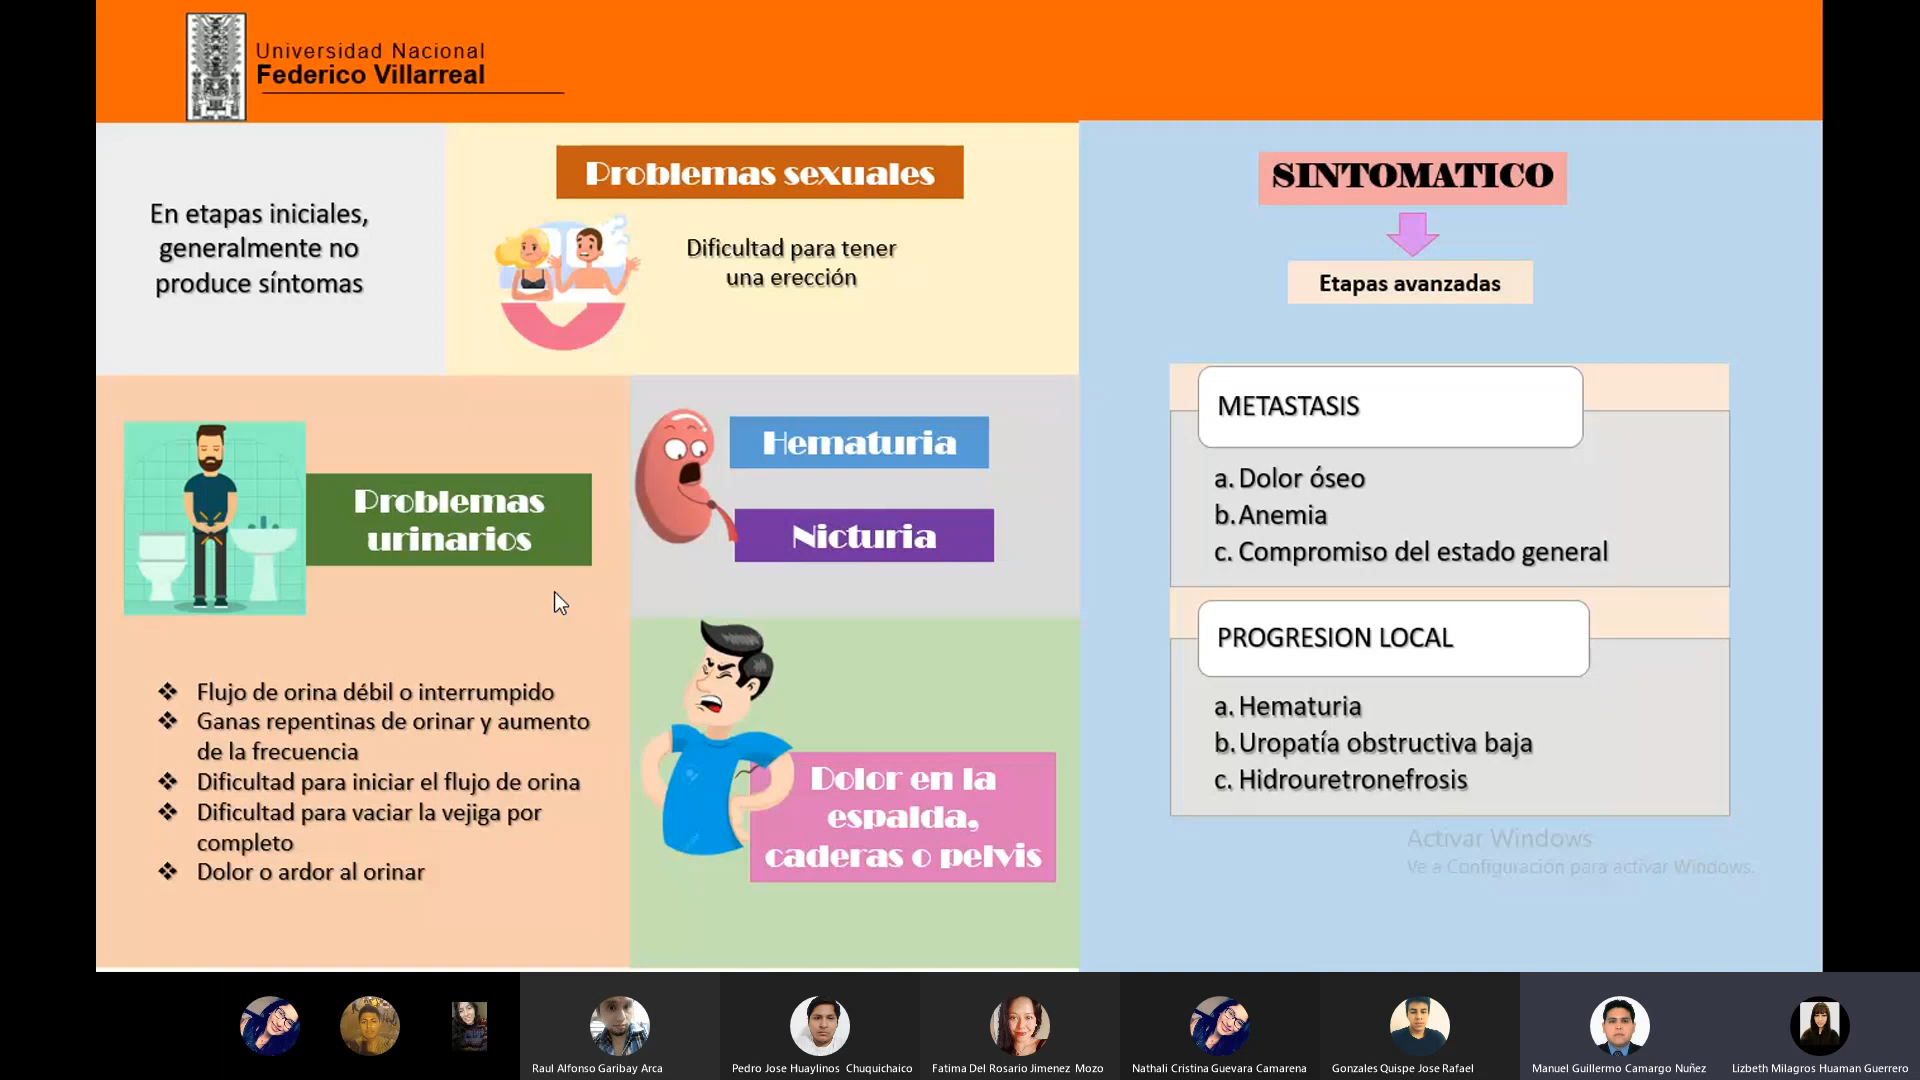 Universidad Nacional
Federico Villarreal
En etapas iniciales,
generalmente no
produce síntomas
Problemas sexuales
Dificultad para tener
una erección
Problemas
urinarios
Flujo de orina débil o interrumpido
Ganas repentinas de orinar y aumento
de la frecuencia
Dificultad para iniciar el flujo de orina
Dificultad para vaciar la vejiga por
completo
Dolor o ardor al orinar
Hematuria
Nicturia
Dolor en la
espalda,
caderas o pelvis
SINTOMATICO
Etapas avanzadas
METASTASIS
a. Dolor óseo
b. Anemia
c. Compromiso del estado general
PROGRESION LOCAL
a. Hematuria
b. Uropatía obstructiva baja
c. Hidrouretronefrosis
Activar Windows
Ve a Configuración para activar Windows.
Raul Alfonso Garibay Arca
Pedro Jose Huaylinos Chuquichaico
Fatima Del Rosario Jimenez Mozo
Nathali Cristina Guevara Camarena
Gonzales Quispe Jose Rafael
Manuel Guillermo Camargo Nuñez
Lizbeth Milagros Huaman Guerrero